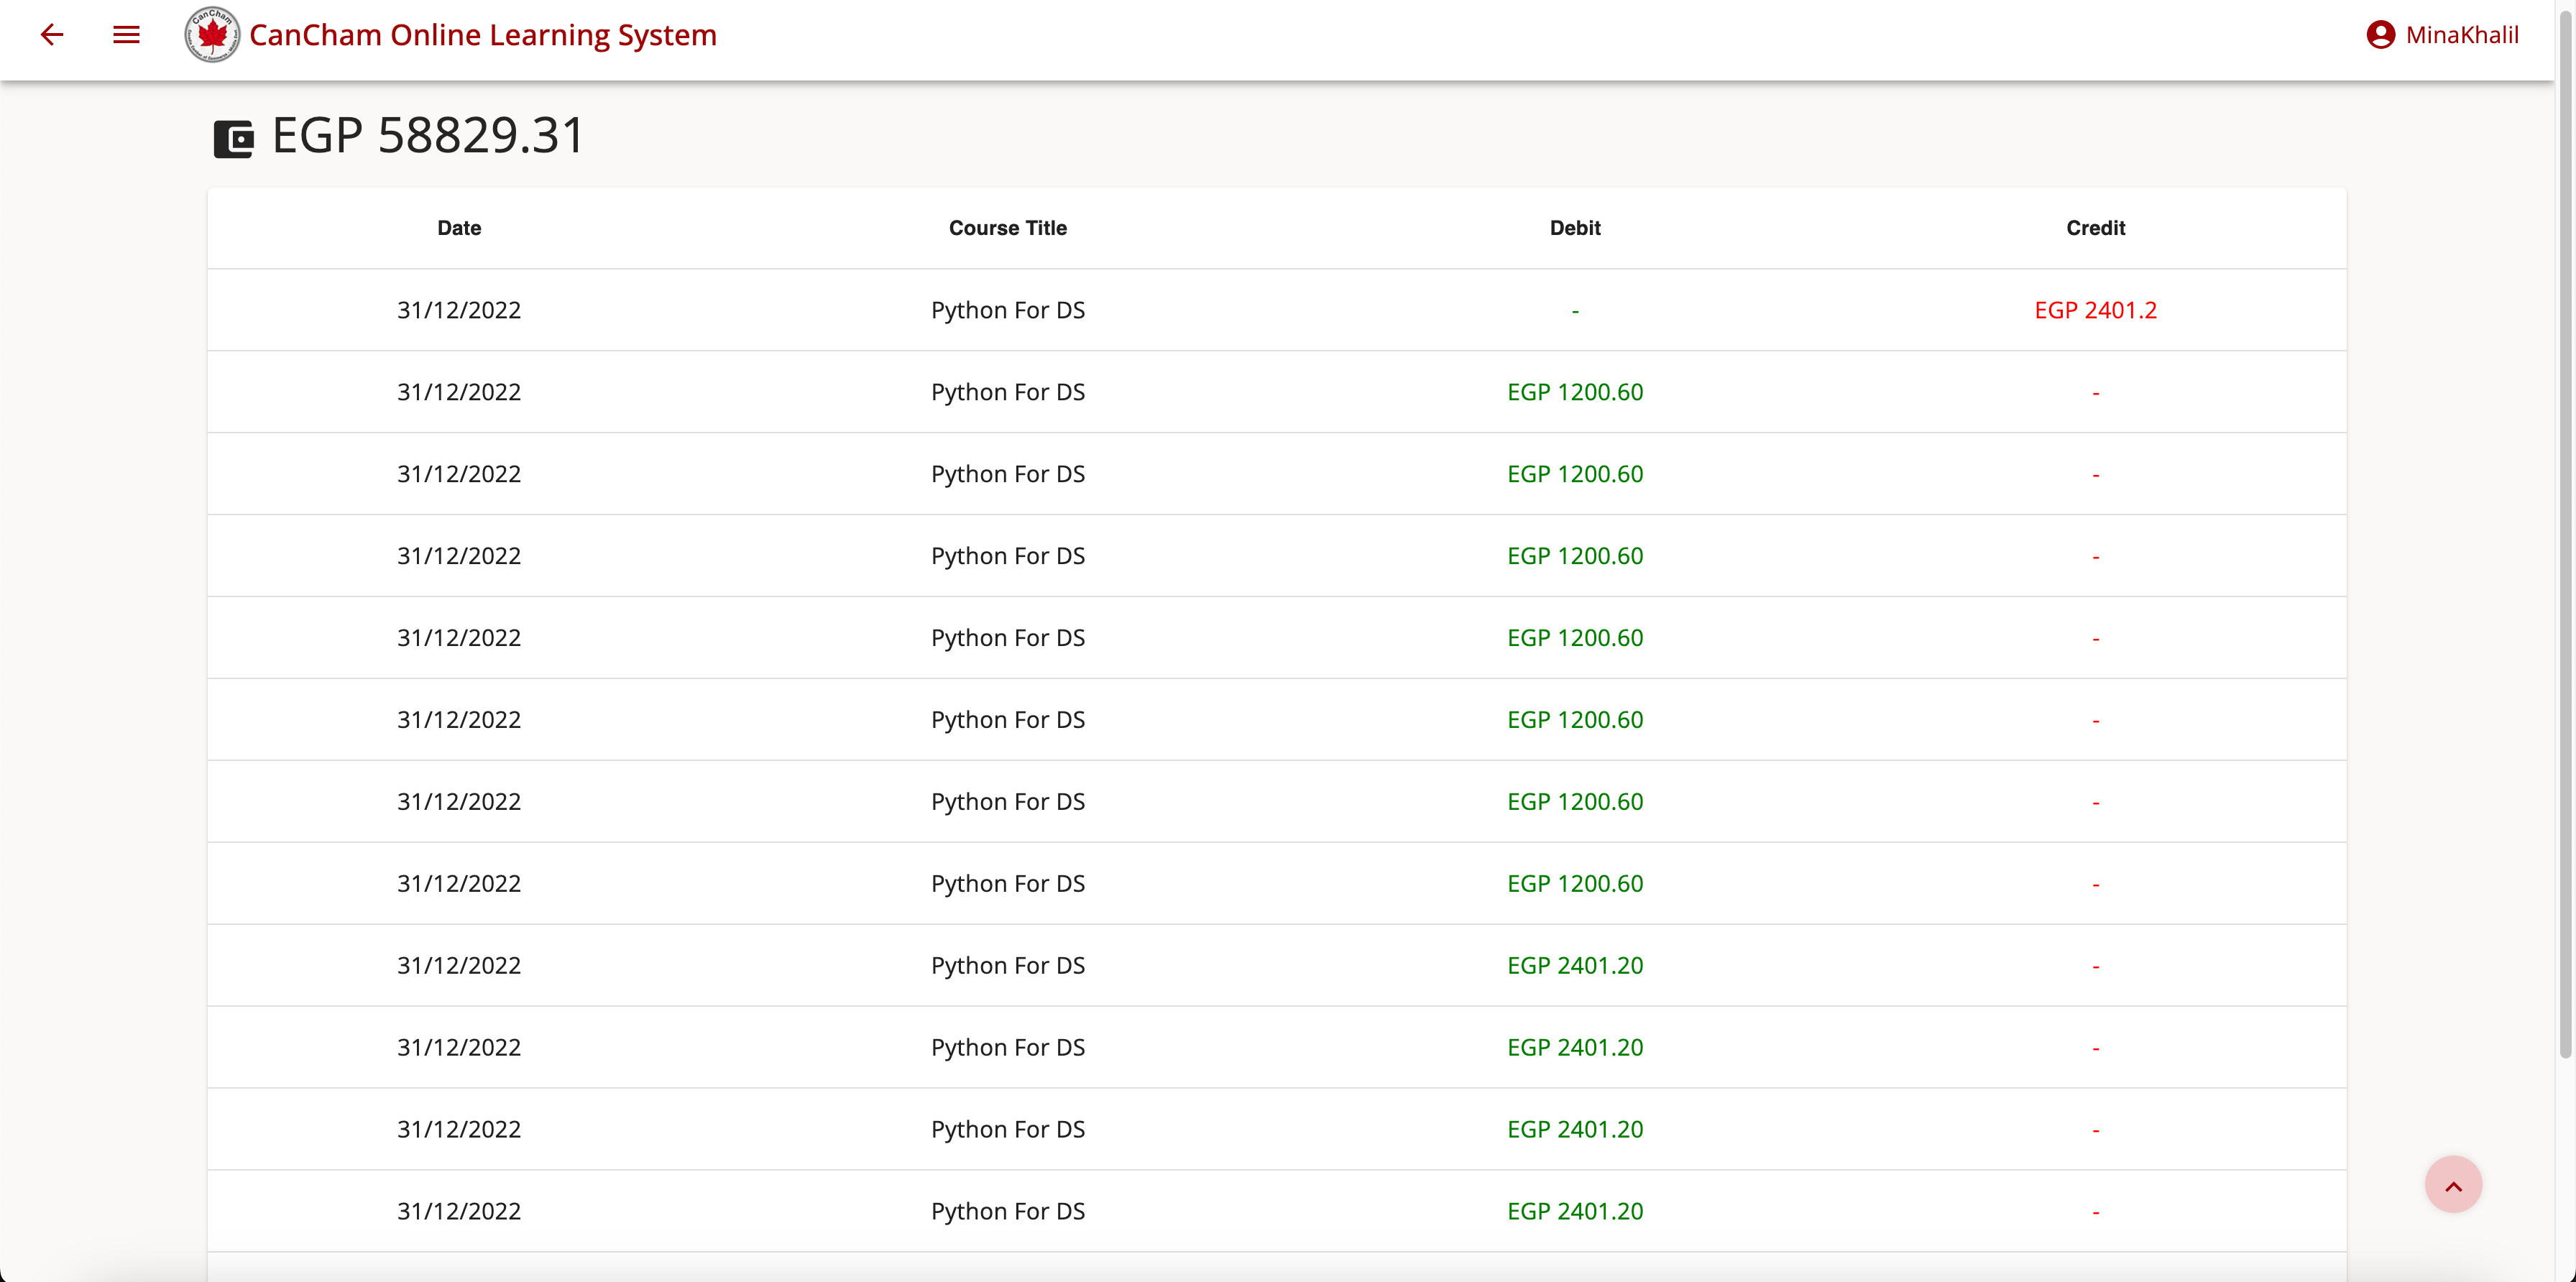 CanCham Online Learning System
MinaKhalil
EGP 58829.31
Date Course Title Debit Credit
31/12/2022 Python For DS - EGP 2401.2
31/12/2022 Python For DS EGP 1200.60 -
31/12/2022 Python For DS EGP 1200.60 -
31/12/2022 Python For DS EGP 1200.60 -
31/12/2022 Python For DS EGP 1200.60 -
31/12/2022 Python For DS EGP 1200.60 -
31/12/2022 Python For DS EGP 1200.60 -
31/12/2022 Python For DS EGP 1200.60 -
31/12/2022 Python For DS EGP 2401.20 -
31/12/2022 Python For DS EGP 2401.20 -
31/12/2022 Python For DS EGP 2401.20 -
31/12/2022 Python For DS EGP 2401.20 -